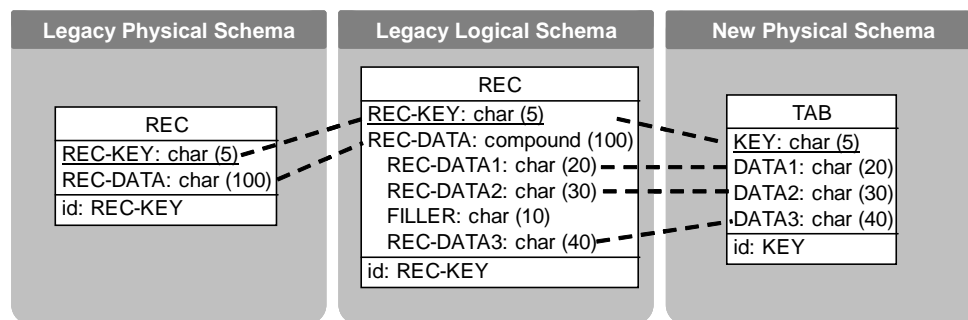 Legacy Physical Schema
REC
REC-KEY: char (5)
REC-DATA: char (100)
id: REC-KEY
Legacy Logical Schema
REC
REC-KEY: char (5)
REC-DATA: compound (100)
REC-DATA1: char (20)
REC-DATA2: char (30)
FILLER: char (10)
REC-DATA3: char (40)
id: REC-KEY
New Physical Schema
TAB
KEY: char (5)
DATA1: char (20)
DATA2: char (30)
DATA3: char (40)
id: KEY